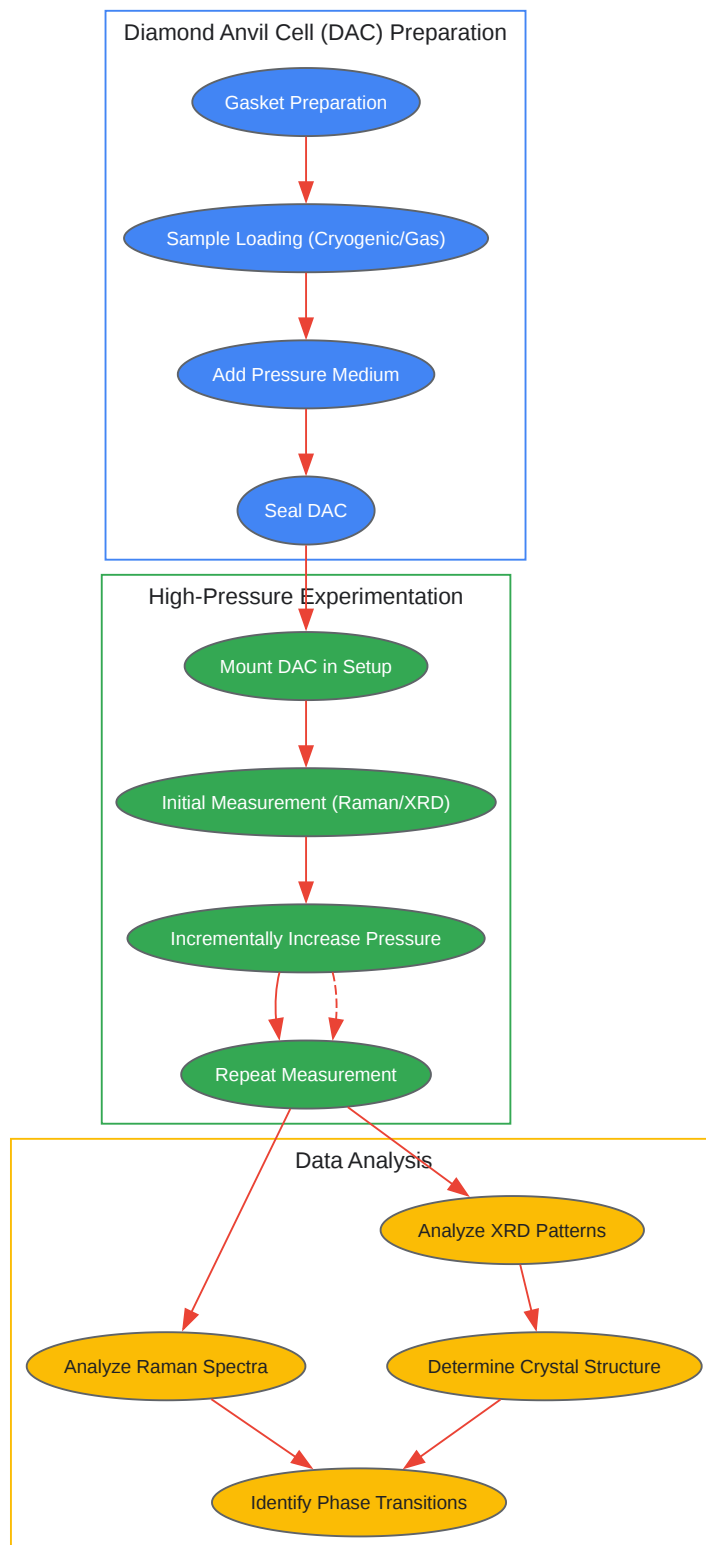 Diamond Anvil Cell (DAC) Preparation
Gasket Preparation
Sample Loading (Cryogenic/Gas)
Add Pressure Medium
Seal DAC
High-Pressure Experimentation
Mount DAC in Setup
Initial Measurement (Raman/XRD)
Incrementally Increase Pressure
Repeat Measurement
Data Analysis
Analyze XRD Patterns
Analyze Raman Spectra
Determine Crystal Structure
Identify Phase Transitions